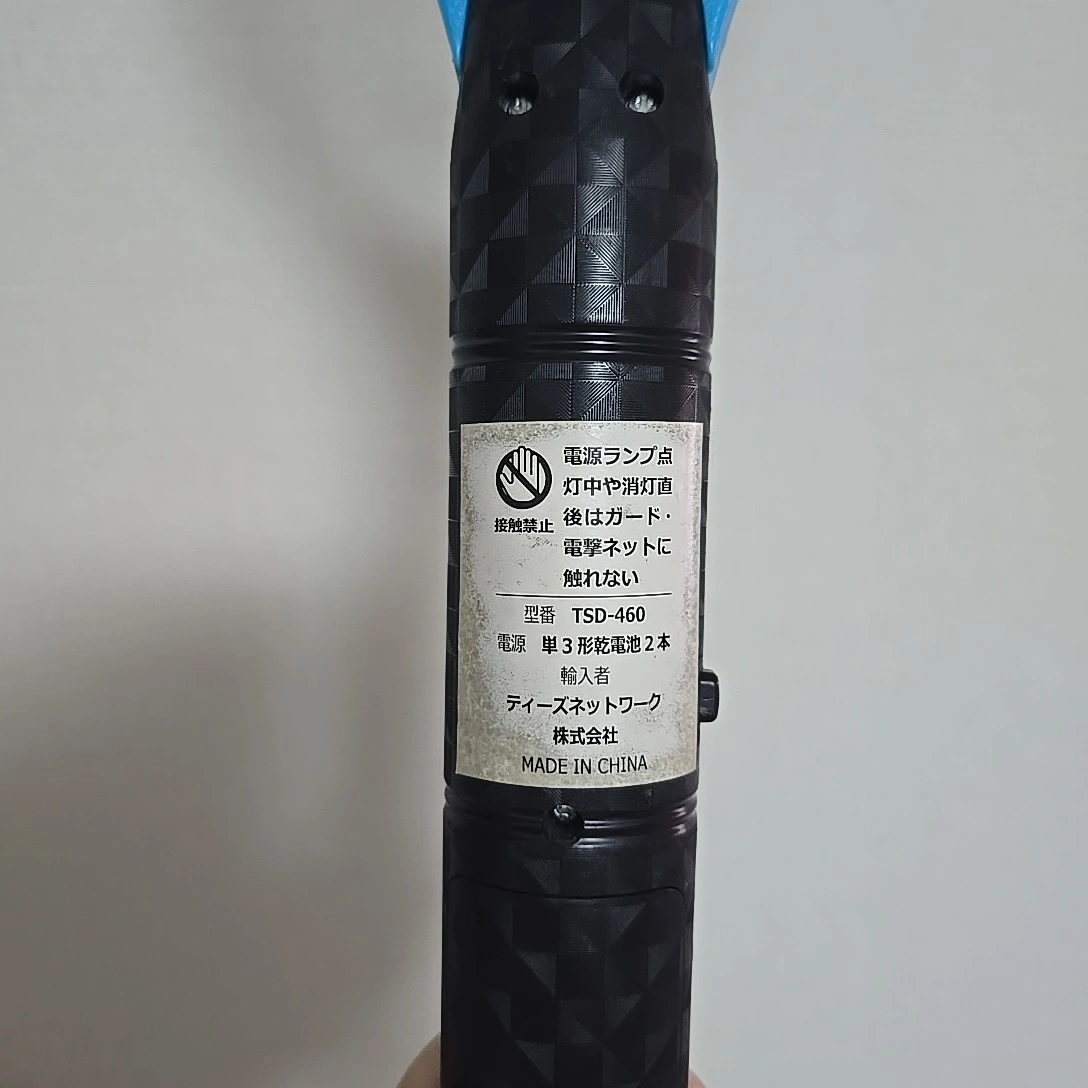 電源ランプ点
灯中や消灯直
後はガード・
電撃ネットに
触れない
接触禁止
型番 TSD-460
電源 単3形乾電池2本
輸入者
ティーズネットワーク
株式会社
MADE IN CHINA